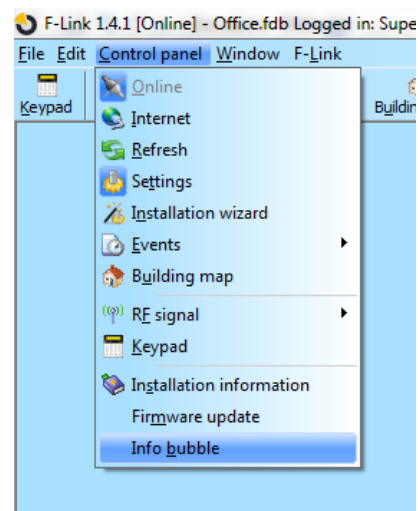 F-Link 1.4.1 [Online] - Office.fdb Logged in: Supe
File Edit Control panel Window F-Link
Keypad
Buildin
Online
Internet
Refresh
Settings
Installation wizard
Events
Building map
RF signal
Keypad
Installation information
Firmware update
Info bubble